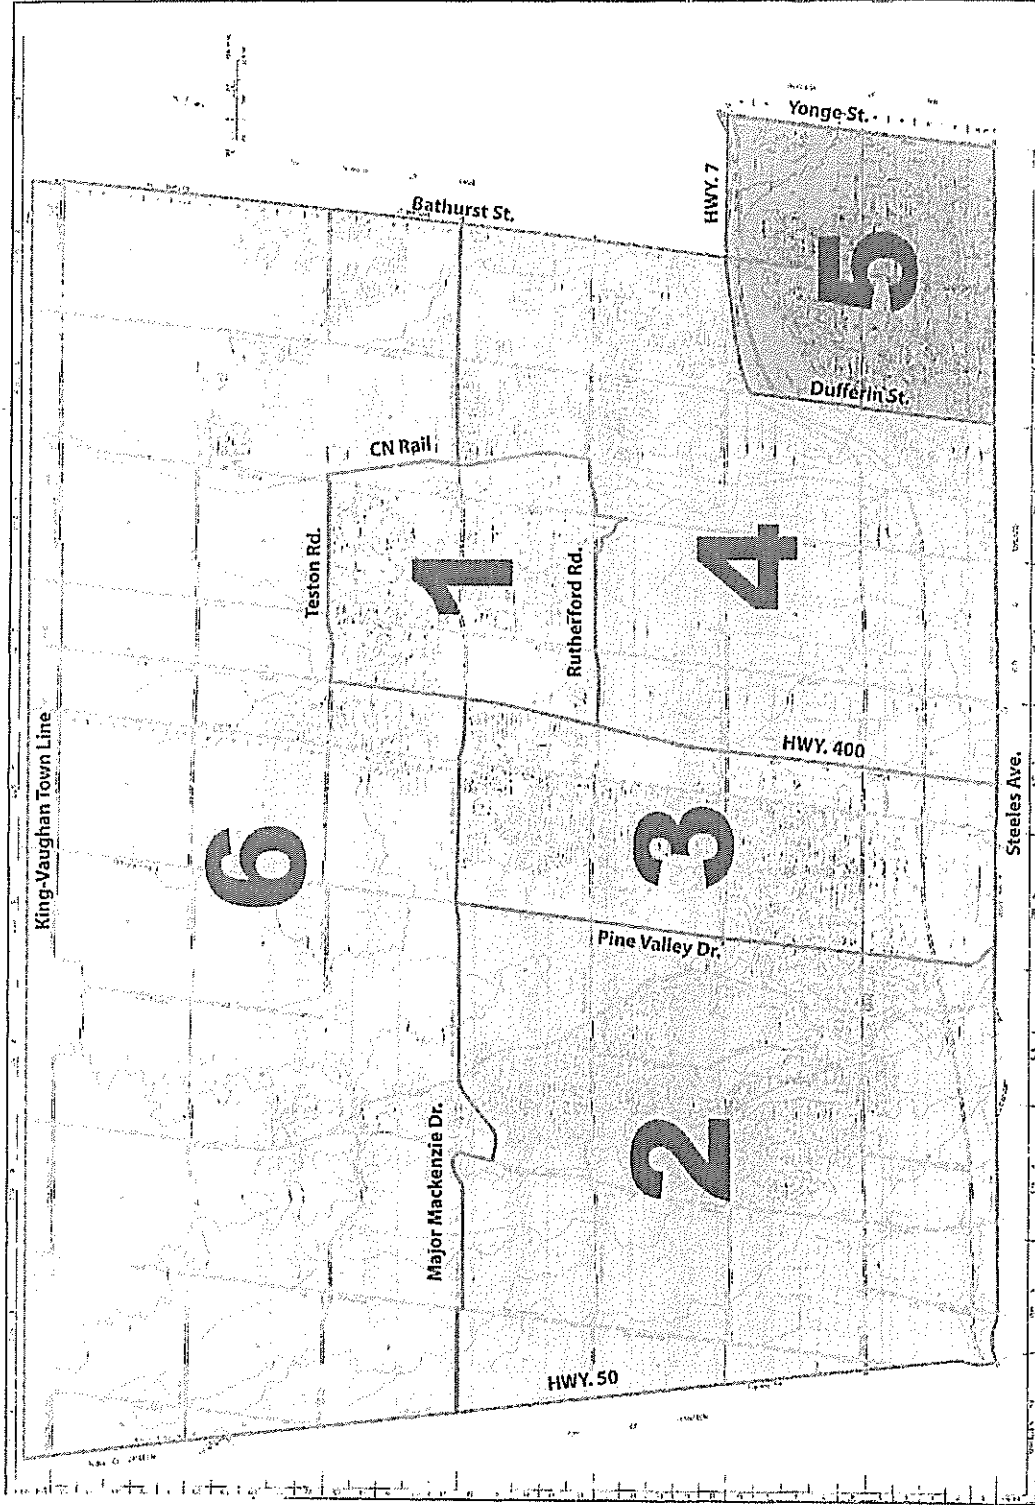 King-Vaughan Town Line
6
Bathurst St.
CN Rail
Teston Rd.
1
Major Mackenzie Dr.
Rutherford Rd.
HWY. 7
Yonge St.
5
Dufferin St.
4
HWY. 400
3
Pine Valley Dr.
2
HWY. 50
Steeles Ave.